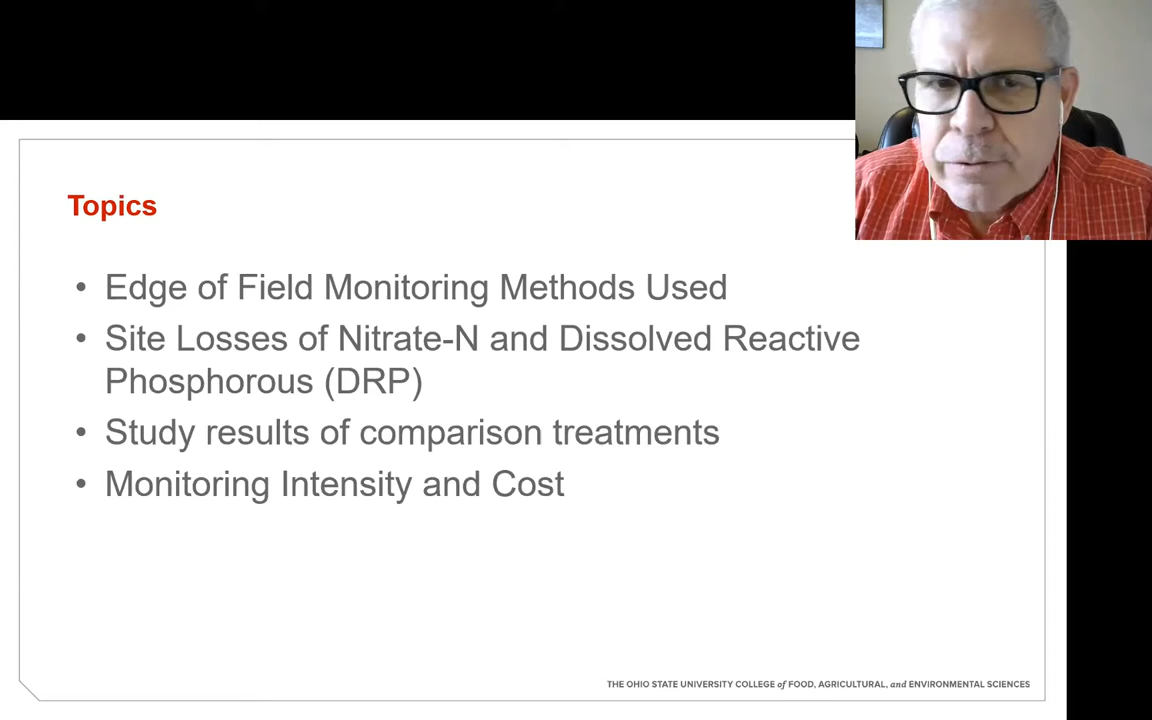 Topics
• Edge of Field Monitoring Methods Used
• Site Losses of Nitrate-N and Dissolved Reactive
Phosphorous (DRP)
• Study results of comparison treatments
• Monitoring Intensity and Cost
THE OHIO STATE UNIVERSITY COLLEGE of FOOD, AGRICULTURAL, and ENVIRONMENTAL SCIENCES